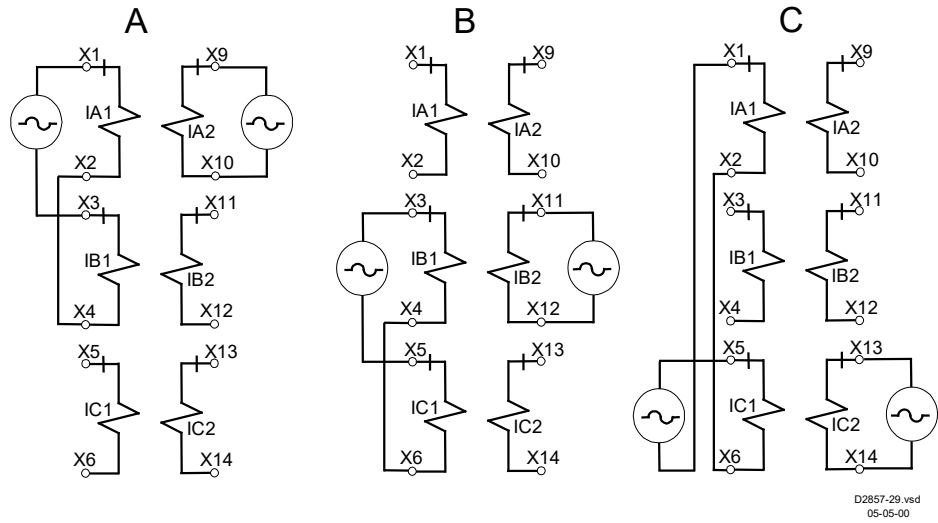 A B C
X1 X9 X1 X9 X1 X9
IA1 IA2 IA1 IA2 IA1 IA2
X2 X10 X2 X10 X2 X10
X3 X11 X3 X11 X3 X11
IB1 IB2 IB1 IB2 IB1 IB2
X4 X12 X4 X12 X4 X12
X5 X13 X5 X13 X5 X13
IC1 IC2 IC1 IC2 IC1 IC2
X6 X14 X6 X14 X6 X14
D2857-29.vsd
05-05-00